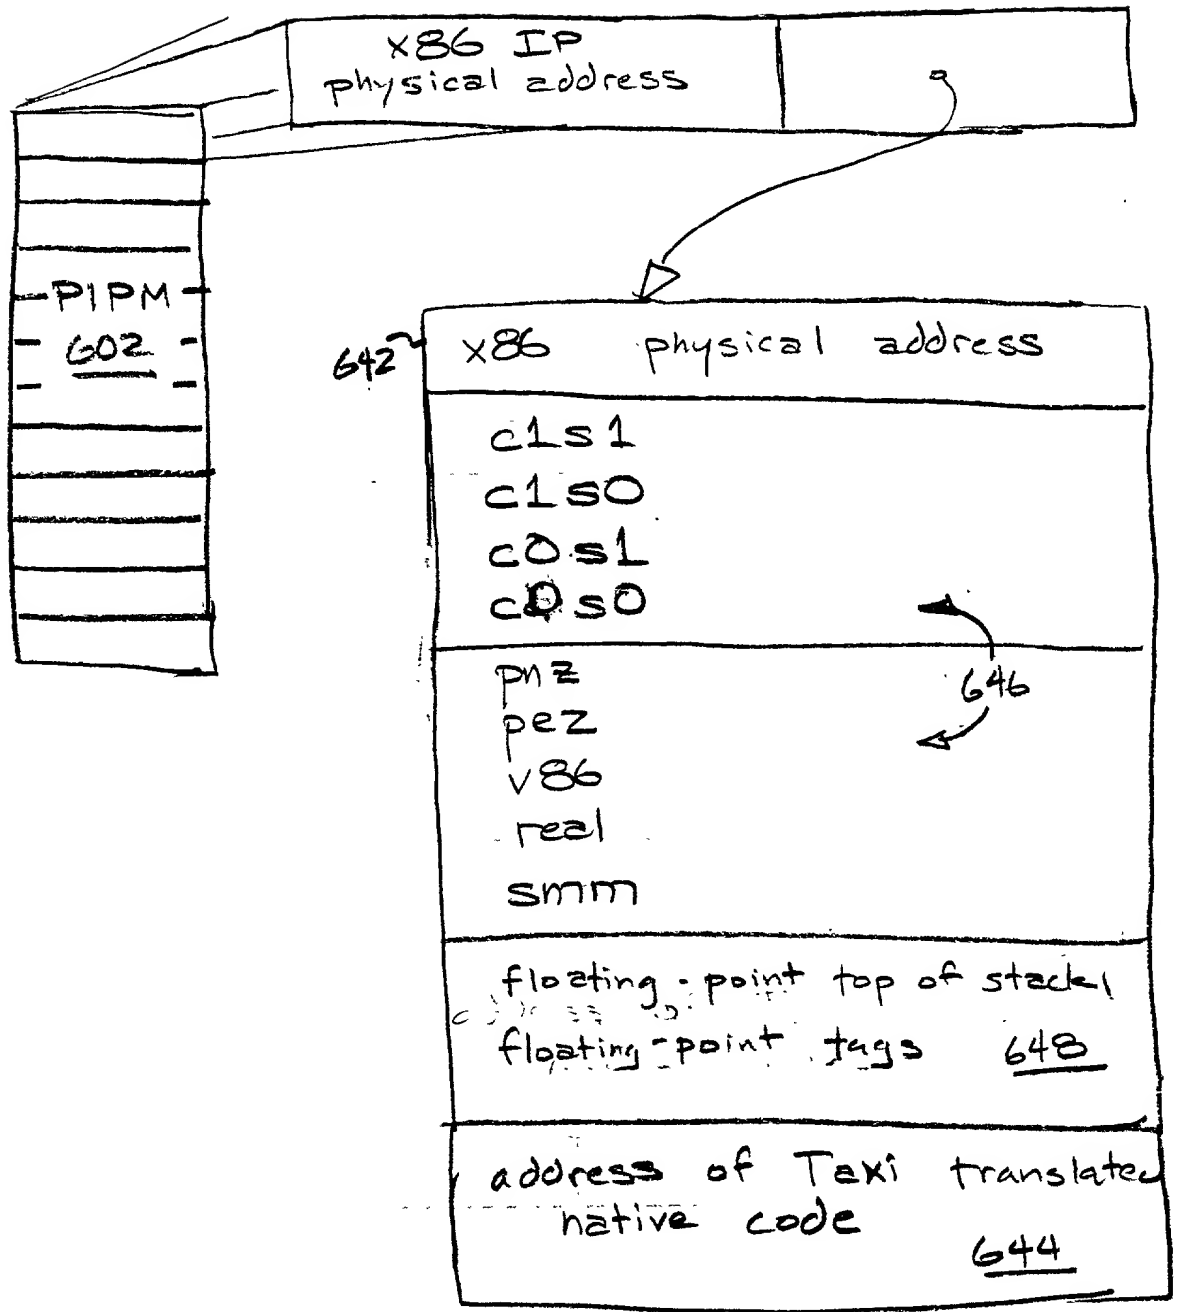 x86 IP
physical address
PIPM
602
642
x86 physical address
c1s1
c1s0
c0s1
c0s0
646
pnz
pez
v86
real
smm
floating-point top of stack,
floating-point tags 648
address of Taxi translated
native code
644